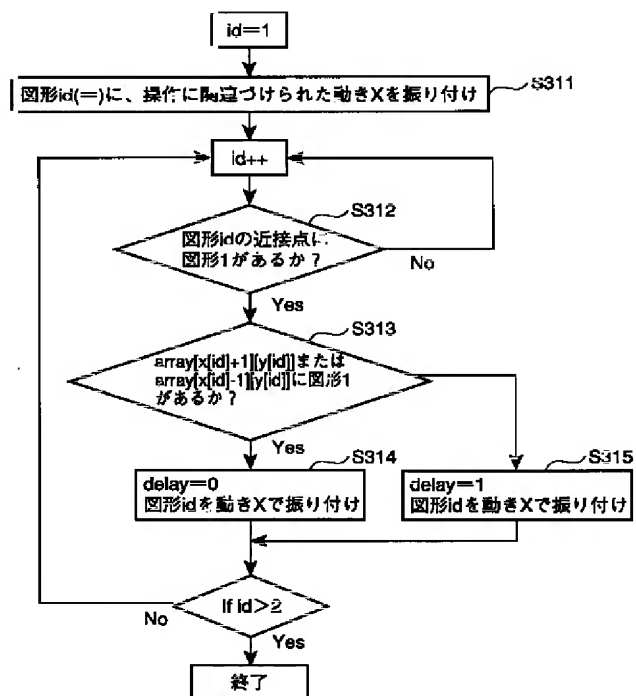 id=1
図形id(=)に、操作に関連づけられた動きXを振り付け
S311
id++
S312
図形idの近接点に
図形1があるか?
No
Yes
S313
array[x[id]+1][y[id]]または
array[x[id]-1][y[id]]に図形1
があるか?
Yes
S314
delay=0
図形idを動きXで振り付け
S315
delay=1
図形idを動きXで振り付け
If id>2
No
Yes
終了